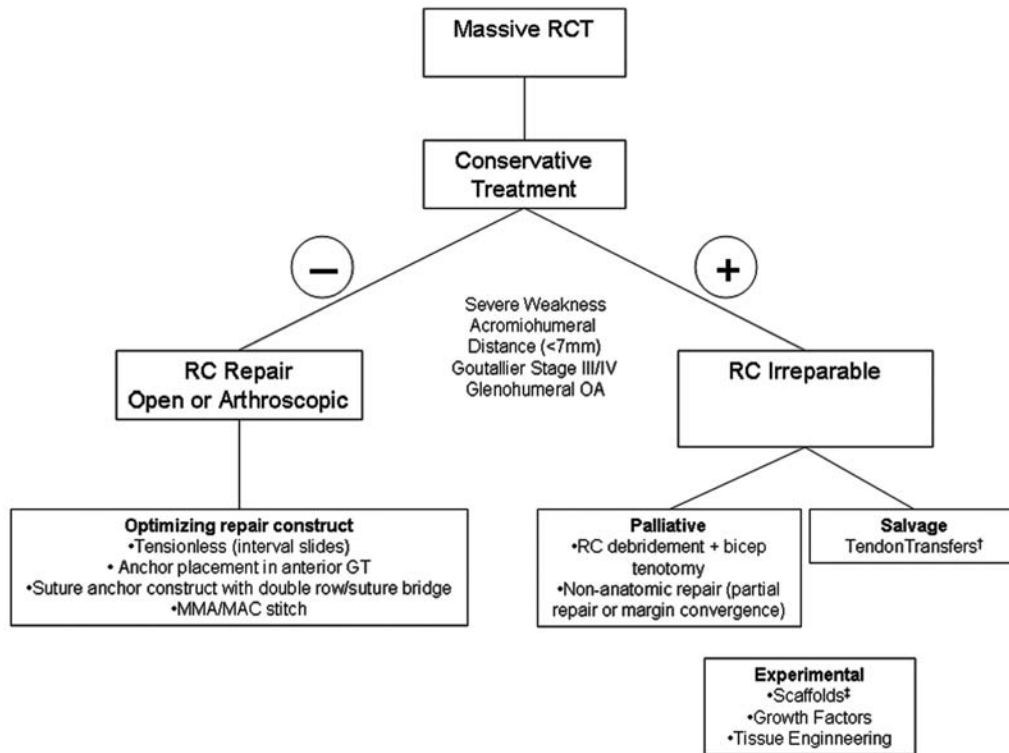 Massive RCT
Conservative
Treatment
−
+
Severe Weakness
Acromiohumeral
Distance (<7mm)
Goutallier Stage III/IV
Glenohumeral OA
RC Repair
Open or Arthroscopic
RC Irreparable
Optimizing repair construct
•Tensionless (interval slides)
•Anchor placement in anterior GT
•Suture anchor construct with double row/suture bridge
•MMA/MAC stitch
Palliative
•RC debridement + bicep
tenotomy
•Non-anatomic repair (partial
repair or margin convergence)
Salvage
TendonTransfers†
Experimental
•Scaffolds‡
•Growth Factors
•Tissue Enginneering